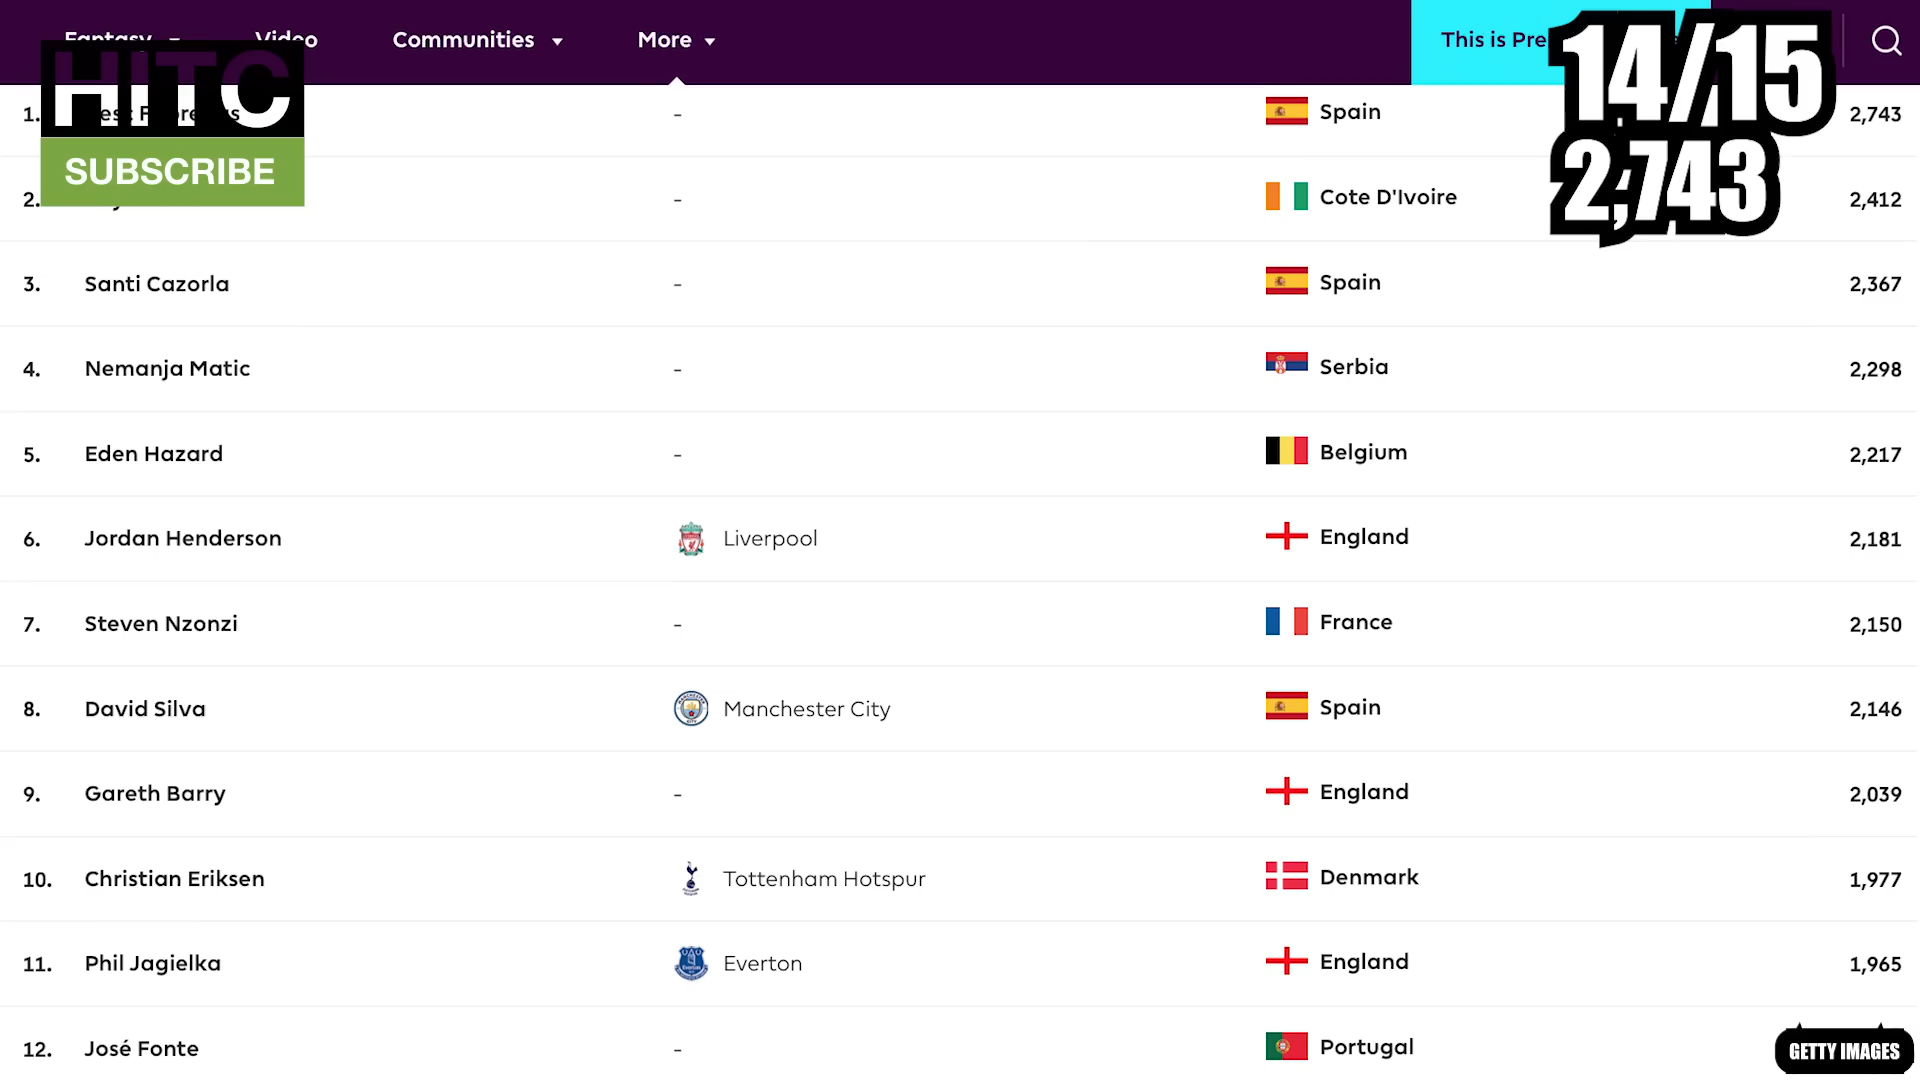 Fantasy
Video
Communities
More
This is Pre
14/15
2,743
HITC
SUBSCRIBE
1. - Spain 2,743
2. - Cote D'Ivoire 2,412
3. Santi Cazorla - Spain 2,367
4. Nemanja Matic - Serbia 2,298
5. Eden Hazard - Belgium 2,217
6. Jordan Henderson Liverpool England 2,181
7. Steven Nzonzi - France 2,150
8. David Silva Manchester City Spain 2,146
9. Gareth Barry - England 2,039
10. Christian Eriksen Tottenham Hotspur Denmark 1,977
11. Phil Jagielka Everton England 1,965
12. José Fonte - Portugal
GETTY IMAGES